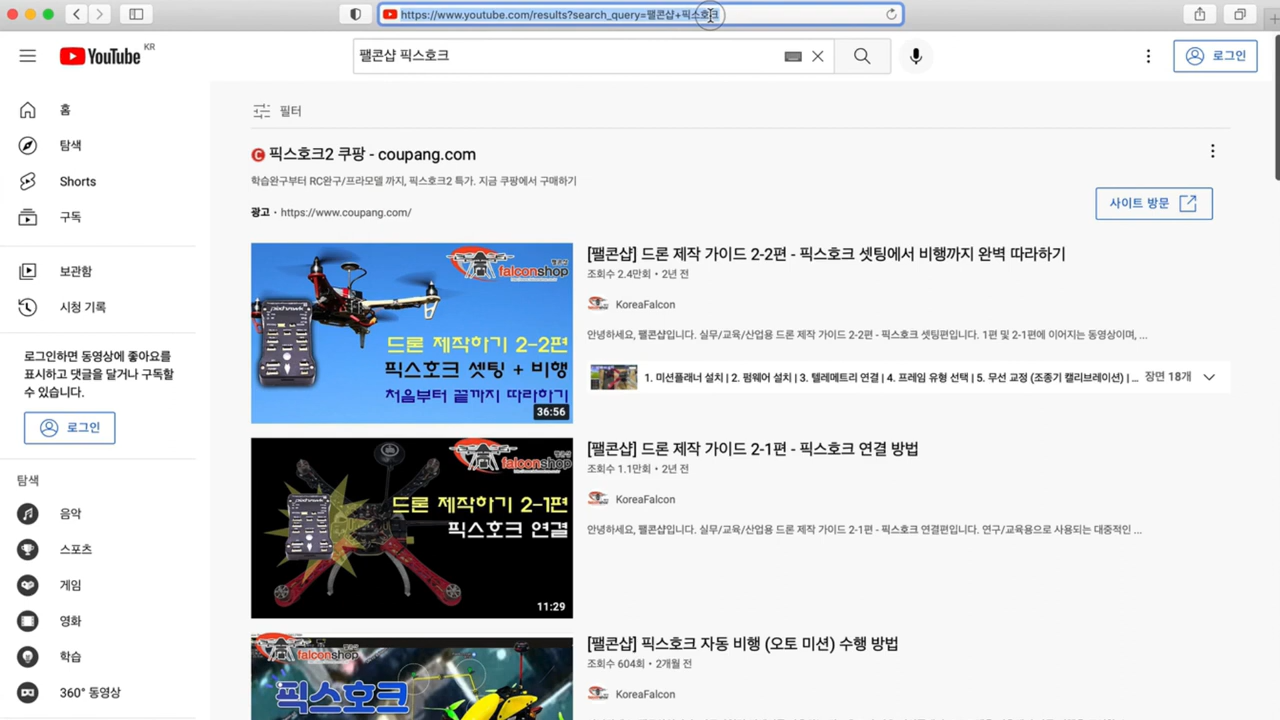 https://www.youtube.com/results?search_query=팰콘샵+픽스호크
YouTube KR
팰콘샵 픽스호크
로그인
홈
탐색
Shorts
구독
보관함
시청 기록
로그인하면 동영상에 좋아요를
표시하고 댓글을 달거나 구독할
수 있습니다.
로그인
탐색
음악
스포츠
게임
영화
학습
360° 동영상
필터
픽스호크2 쿠팡 - coupang.com
학습완구부터 RC완구/프라모델 까지, 픽스호크2 특가. 지금 쿠팡에서 구매하기
광고 · https://www.coupang.com/
사이트 방문
팰콘샵
falconshop
드론 제작하기 2-2편
픽스호크 셋팅 + 비행
처음부터 끝까지 따라하기
36:56
[팰콘샵] 드론 제작 가이드 2-2편 - 픽스호크 셋팅에서 비행까지 완벽 따라하기
조회수 2.4만회 · 2년 전
KoreaFalcon
안녕하세요, 팰콘샵입니다. 실무/교육/산업용 드론 제작 가이드 2-2편 - 픽스호크 셋팅편입니다. 1편 및 2-1편에 이어지는 동영상이며, ...
1. 미션플래너 설치 | 2. 펌웨어 설치 | 3. 텔레메트리 연결 | 4. 프레임 유형 선택 | 5. 무선 교정 (조종기 캘리브레이션) | ... 장면 18개
팰콘샵
falconshop
드론 제작하기 2-1편
픽스호크 연결
11:29
[팰콘샵] 드론 제작 가이드 2-1편 - 픽스호크 연결 방법
조회수 1.1만회 · 2년 전
KoreaFalcon
안녕하세요, 팰콘샵입니다. 실무/교육/산업용 드론 제작 가이드 2-1편 - 픽스호크 연결편입니다. 연구/교육용으로 사용되는 대중적인 ...
팰콘샵
falconshop
픽스호크
[팰콘샵] 픽스호크 자동 비행 (오토 미션) 수행 방법
조회수 604회 · 2개월 전
KoreaFalcon